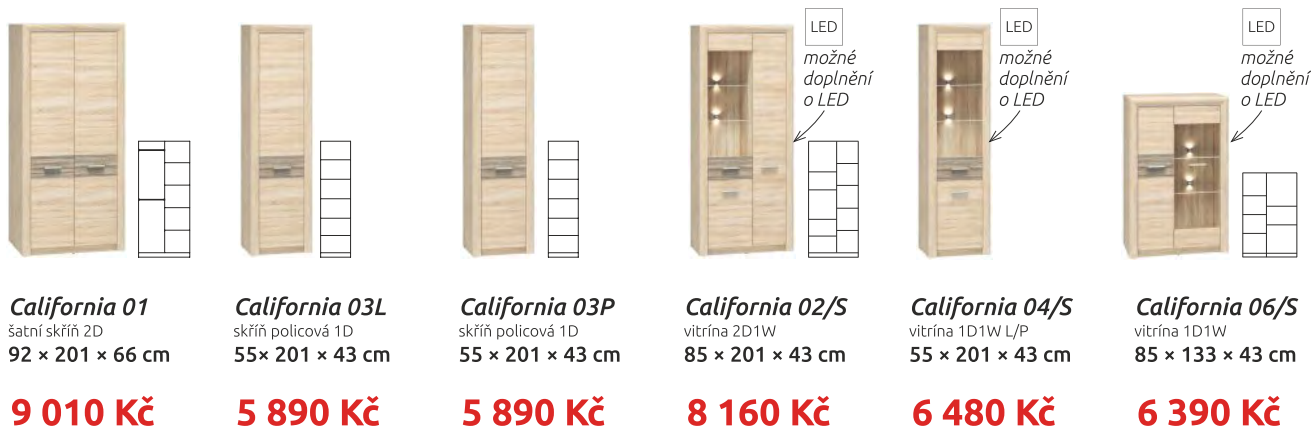 LED
možné
doplnění
o LED
LED
možné
doplnění
o LED
LED
možné
doplnění
o LED
California 01
šatní skříň 2D
92 × 201 × 66 cm
9 010 Kč
California 03L
skříň policová 1D
55× 201 × 43 cm
5 890 Kč
California 03P
skříň policová 1D
55 × 201 × 43 cm
5 890 Kč
California 02/S
vitrína 2D1W
85 × 201 × 43 cm
8 160 Kč
California 04/S
vitrína 1D1W L/P
55 × 201 × 43 cm
6 480 Kč
California 06/S
vitrína 1D1W
85 × 133 × 43 cm
6 390 Kč